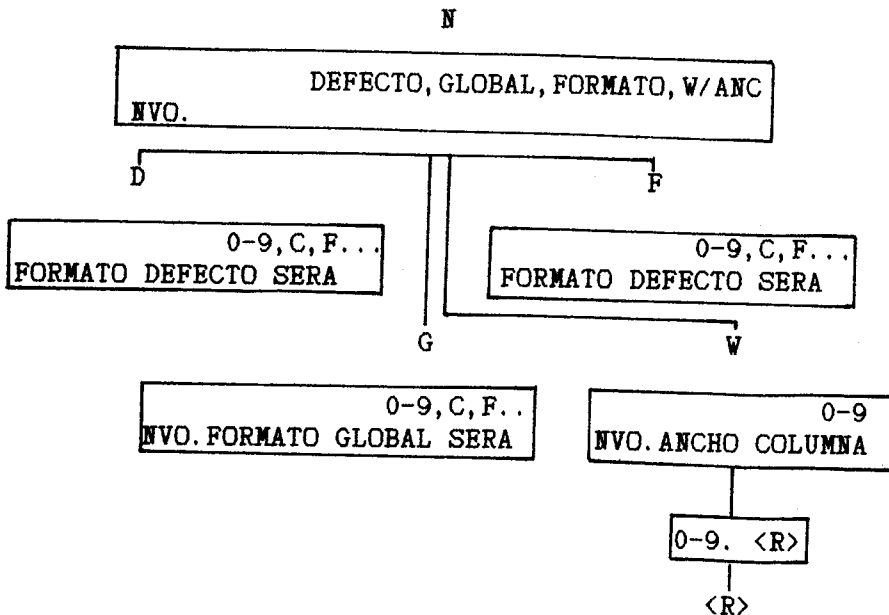 N
DEFECTO,GLOBAL,FORMATO,W/ANC
NVO.
D
F
0-9,C,F...
FORMATO DEFECTO SERA
0-9,C,F...
FORMATO DEFECTO SERA
G
W
0-9,C,F..
NVO.FORMATO GLOBAL SERA
0-9
NVO.ANCHO COLUMNA
0-9. <R>
<R>